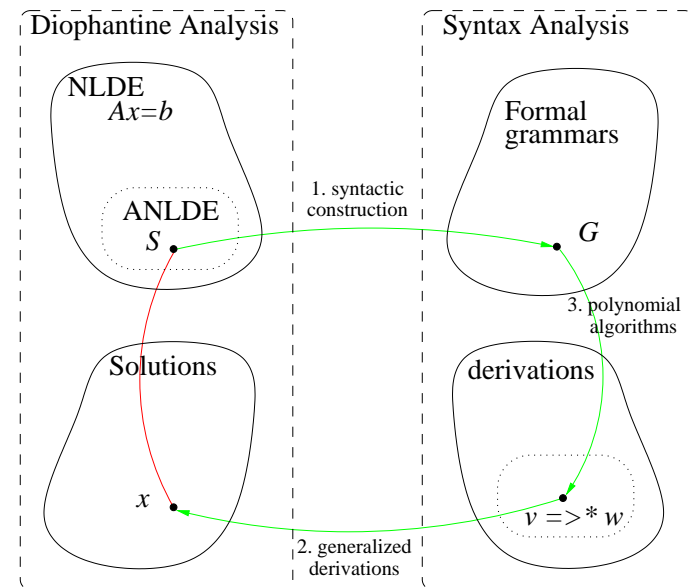 Diophantine Analysis
Syntax Analysis
NLDE
Ax=b
ANLDE
S
Formal
grammars
G
1. syntactic
construction
3. polynomial
algorithms
Solutions
x
derivations
v =>* w
2. generalized
derivations